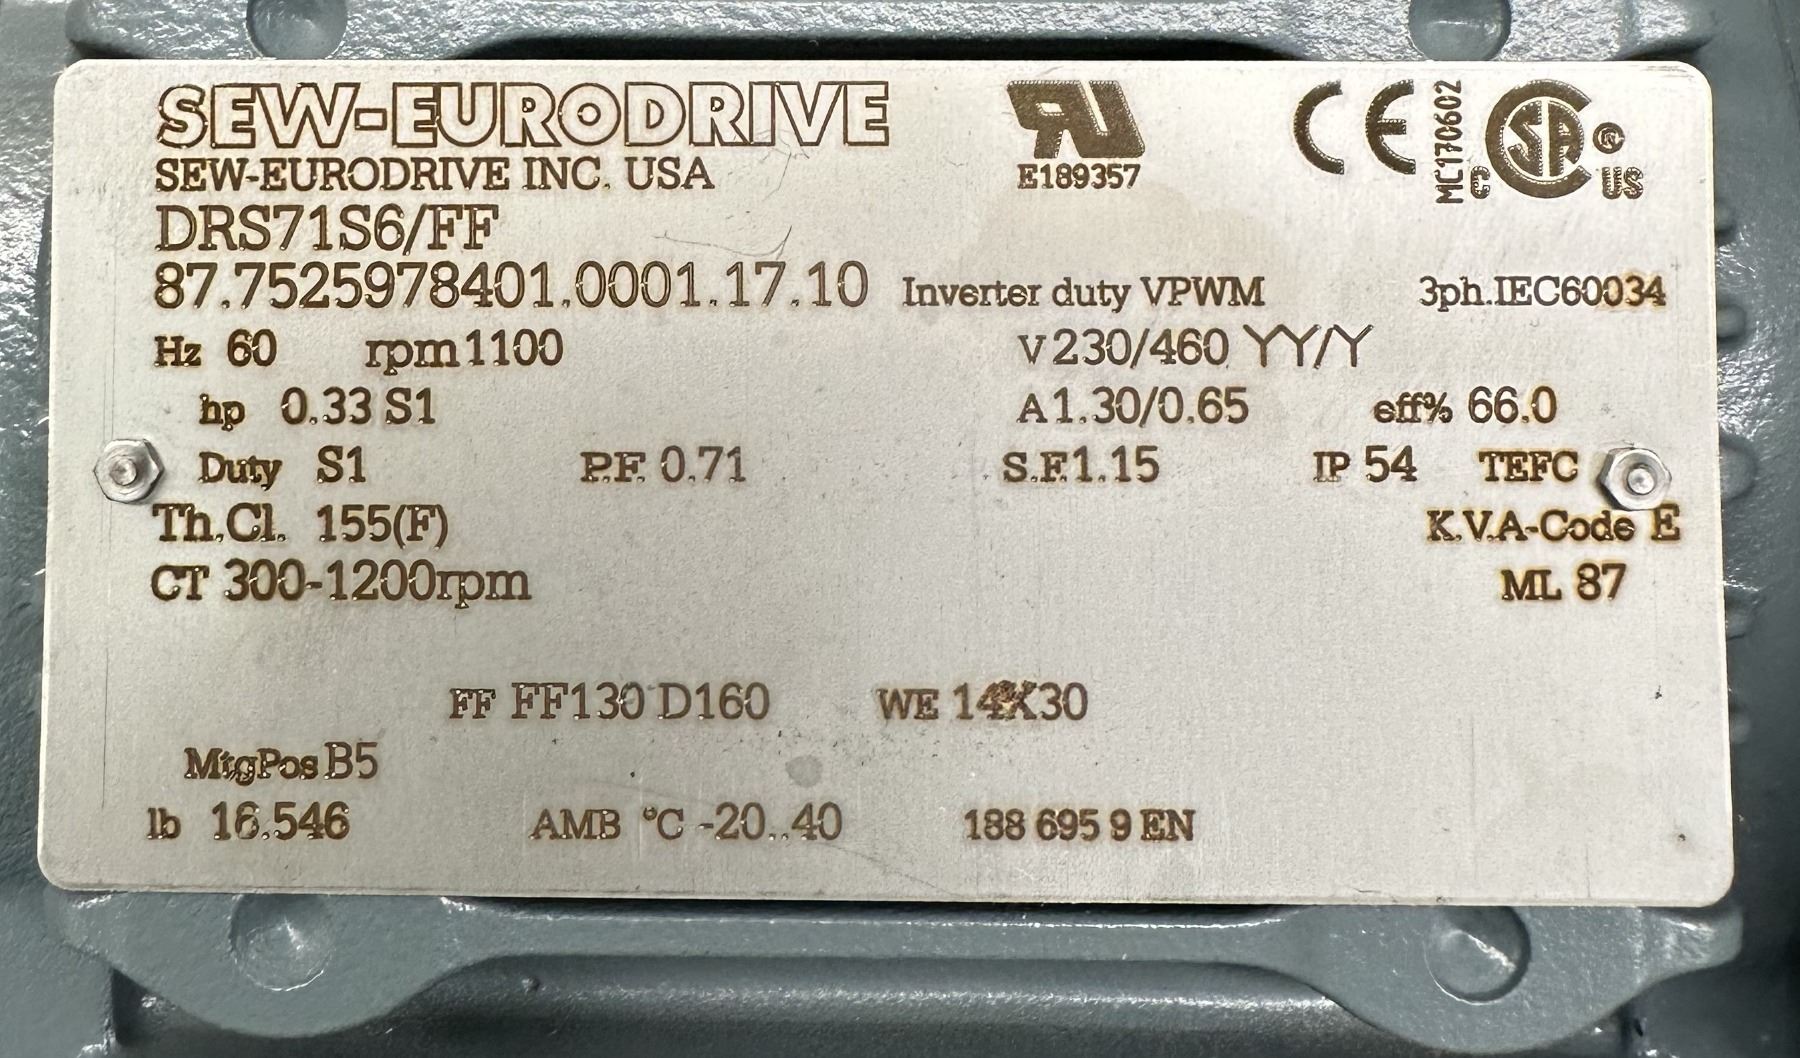 SEW-EURODRIVE
SEW-EURODRIVE INC. USA
E189357
CE
MC170602
C SA ® US
DRS71S6/FF
87.7525978401.0001.17.10 Inverter duty VPWM 3ph.IEC60034
Hz 60 rpm 1100 V 230/460 YY/Y
hp 0.33 S1 A 1.30/0.65 eff% 66.0
Duty S1 P.F. 0.71 S.F. 1.15 IP 54 TEFC
Th.Cl. 155(F) K.V.A-Code E
CT 300-1200rpm ML 87
FF FF130 D160 WE 14X30
MtgPos B5
lb 16.546 AMB °C -20..40 188 695 9 EN